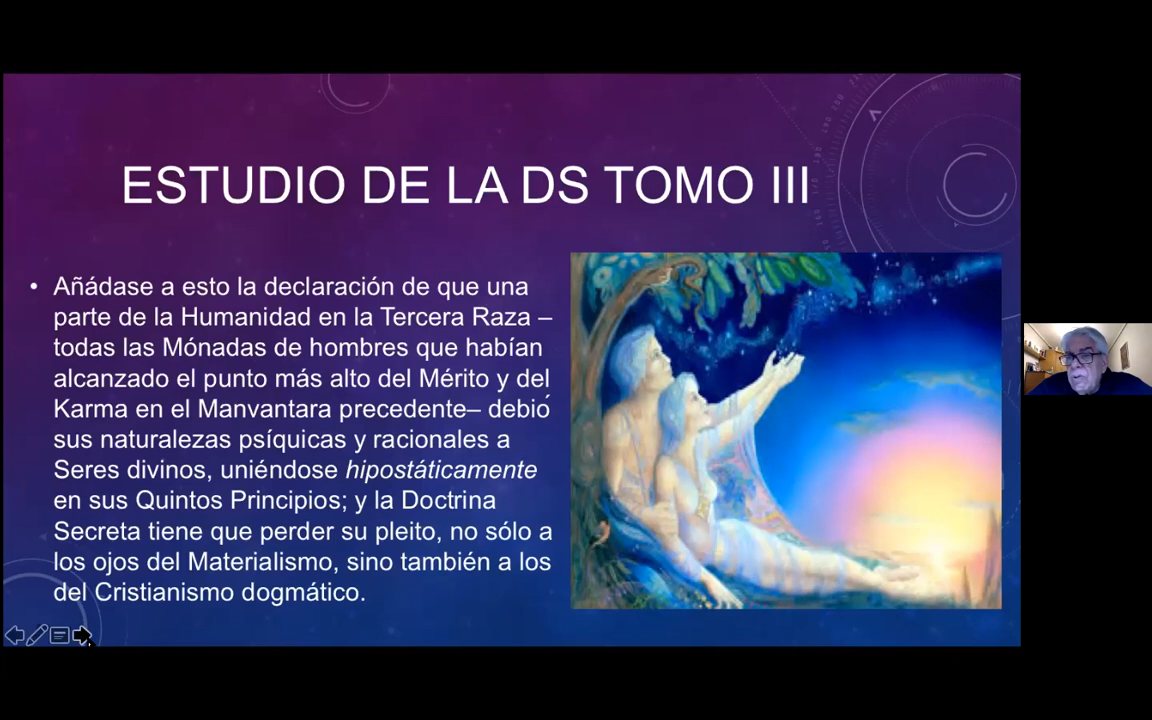 ESTUDIO DE LA DS TOMO III
• Añádase a esto la declaración de que una
parte de la Humanidad en la Tercera Raza –
todas las Mónadas de hombres que habían
alcanzado el punto más alto del Mérito y del
Karma en el Manvantara precedente– debió
sus naturalezas psíquicas y racionales a
Seres divinos, uniéndose hipostáticamente
en sus Quintos Principios; y la Doctrina
Secreta tiene que perder su pleito, no sólo a
los ojos del Materialismo, sino también a los
del Cristianismo dogmático.